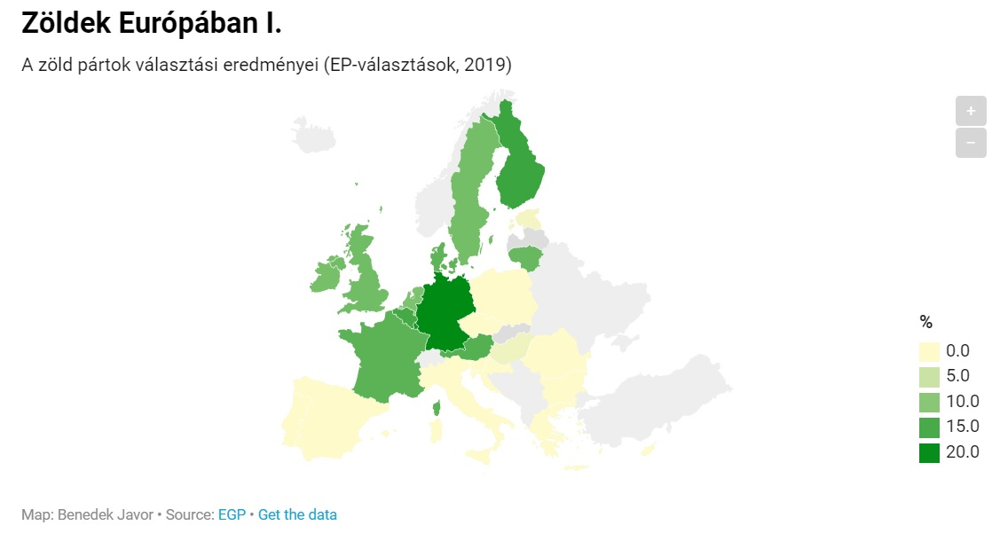 Zöldek Európában I.
A zöld pártok választási eredményei (EP-választások, 2019)
+
−
%
0.0
5.0
10.0
15.0
20.0
Map: Benedek Javor • Source: EGP • Get the data